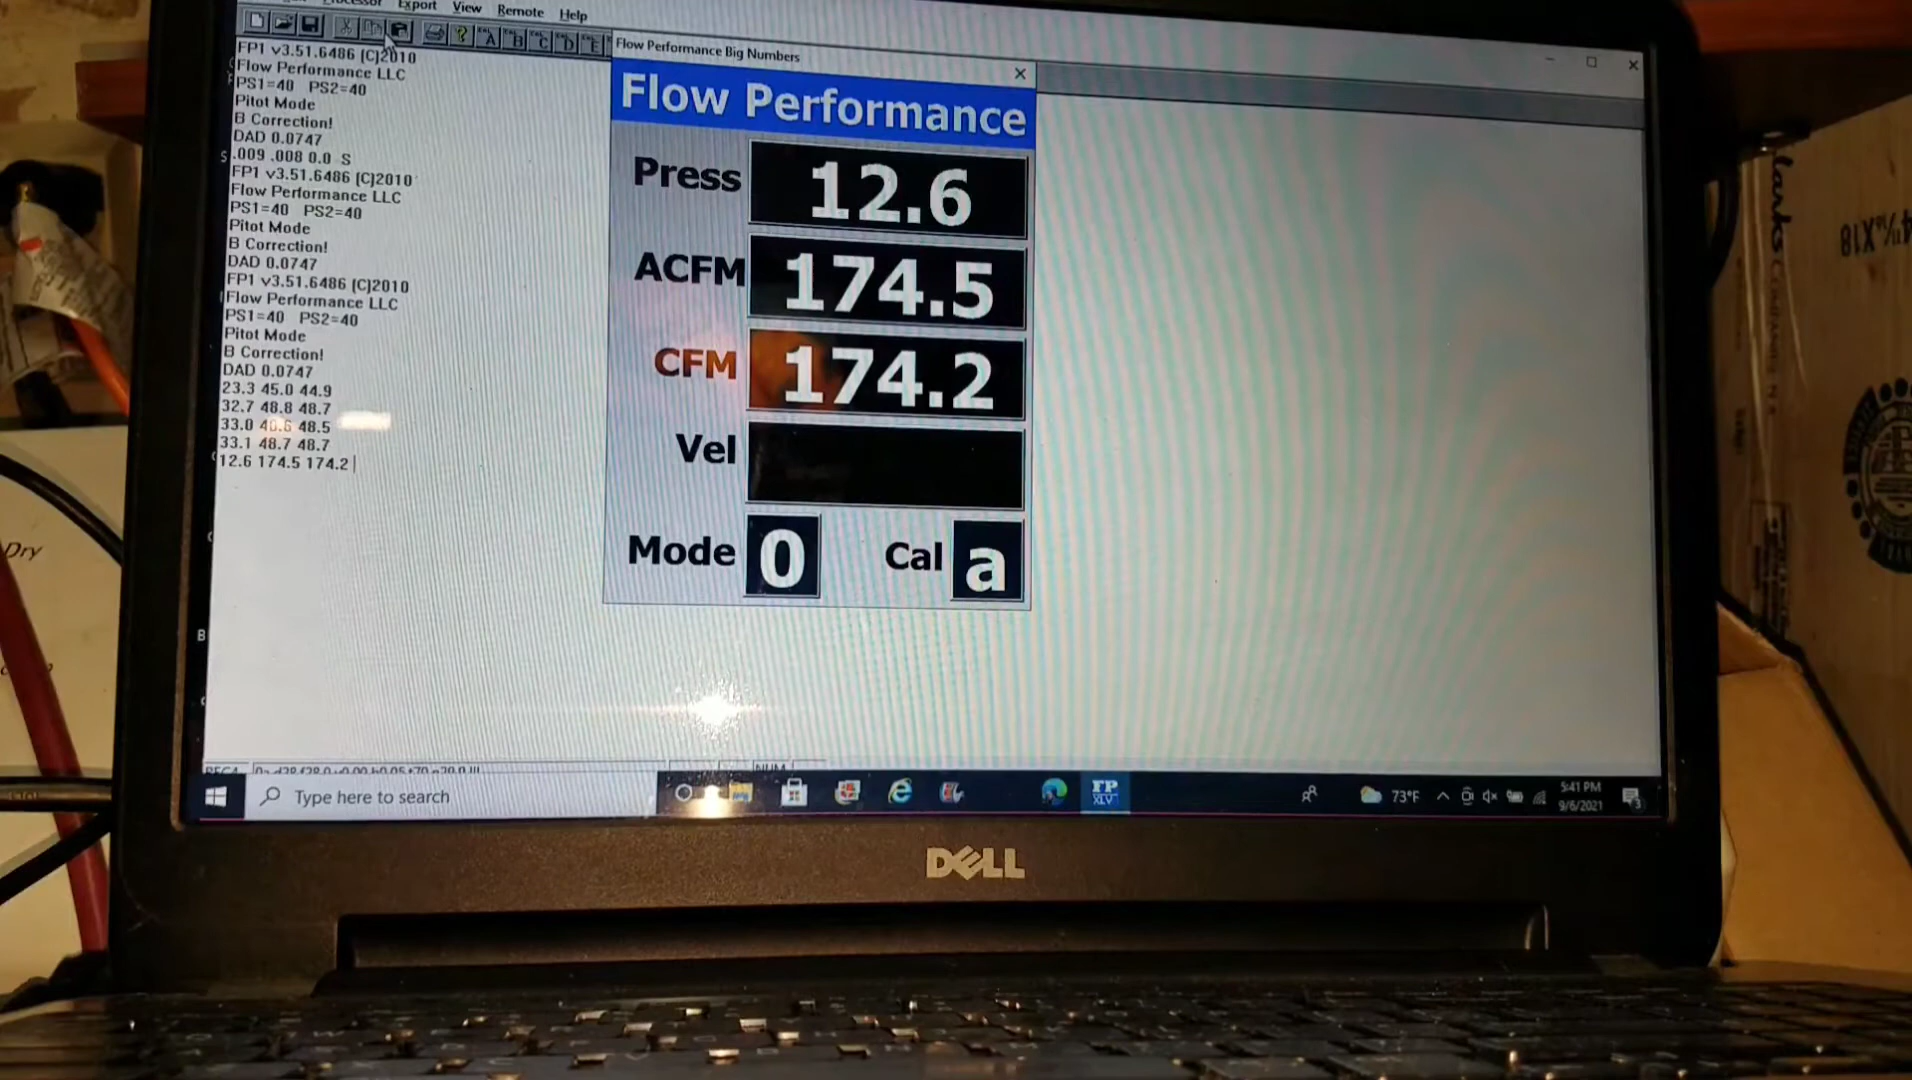 Export View Remote Help
FP1 v3.51.6486 (C)2010
Flow Performance LLC
PS1=40 PS2=40
Pitot Mode
B Correction!
DAD 0.0747
.009 .008 0.0 S
FP1 v3.51.6486 (C)2010
Flow Performance LLC
PS1=40 PS2=40
Pitot Mode
B Correction!
DAD 0.0747
FP1 v3.51.6486 (C)2010
Flow Performance LLC
PS1=40 PS2=40
Pitot Mode
B Correction!
DAD 0.0747
23.3 45.0 44.9
32.7 48.8 48.7
33.0 48.6 48.5
33.1 48.7 48.7
12.6 174.5 174.2
Flow Performance Big Numbers
Flow Performance
Press 12.6
ACFM 174.5
CFM 174.2
Vel
Mode 0 Cal a
NUM
Type here to search
FP
XLV
73°F
5:41 PM
9/6/2021
3
DELL
Dry